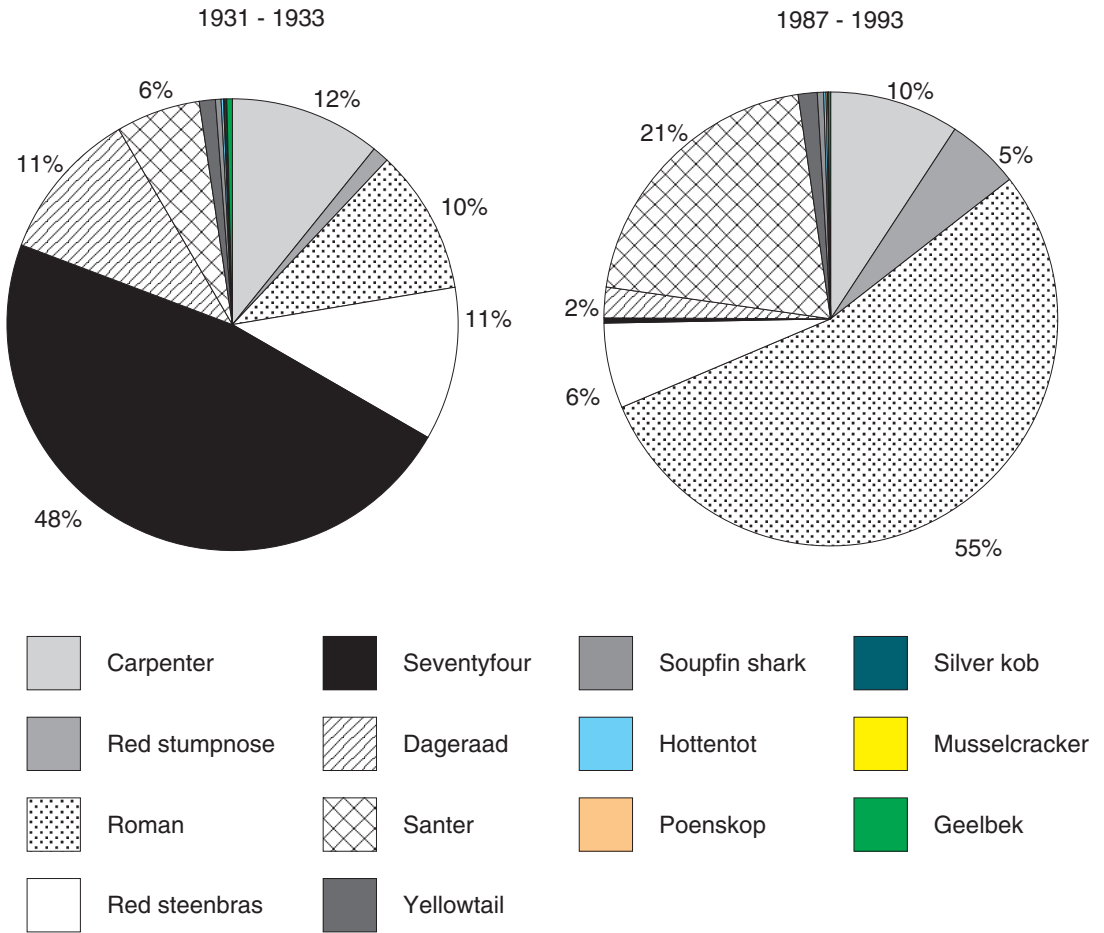 1931 - 1933
6%
12%
11%
10%
11%
48%
1987 - 1993
10%
21%
5%
2%
6%
55%
Carpenter
Seventyfour
Soupfin shark
Silver kob
Red stumpnose
Dageraad
Hottentot
Musselcracker
Roman
Santer
Poenskop
Geelbek
Red steenbras
Yellowtail